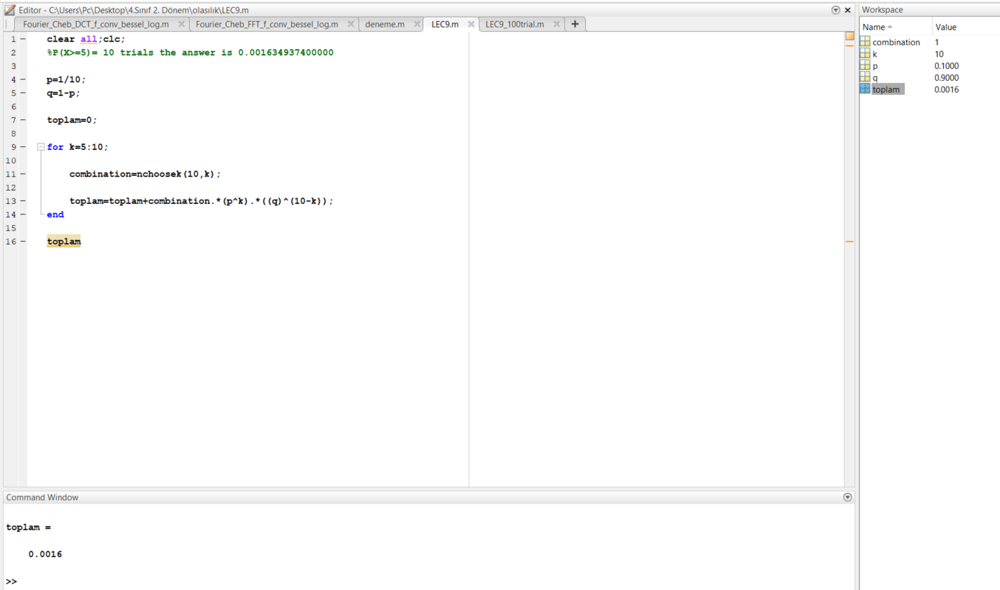 Editor - C:\Users\Pc\Desktop\4.Sınıf 2. Dönem\olasılık\LEC9.m
Fourier_Cheb_DCT_f_conv_bessel_log.m Fourier_Cheb_FFT_f_conv_bessel_log.m deneme.m LEC9.m LEC9_100trial.m +
1 - clear all;clc;
2 %P(X>=5)= 10 trials the answer is 0.001634937400000
3
4 - p=1/10;
5 - q=1-p;
6
7 - toplam=0;
8
9 - for k=5:10;
10
11 - combination=nchoosek(10,k);
12
13 - toplam=toplam+combination.*(p^k).*((q)^(10-k));
14 - end
15
16 - toplam
Command Window
toplam =
0.0016
>>
Workspace
Name Value
combination 1
k 10
p 0.1000
q 0.9000
toplam 0.0016